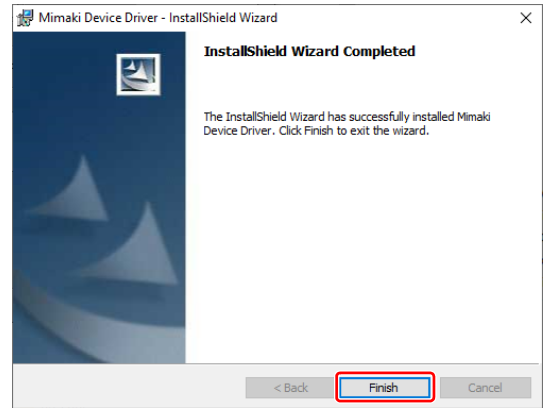 Mimaki Device Driver - InstallShield Wizard
InstallShield Wizard Completed
The InstallShield Wizard has successfully installed Mimaki
Device Driver. Click Finish to exit the wizard.
< Back
Finish
Cancel